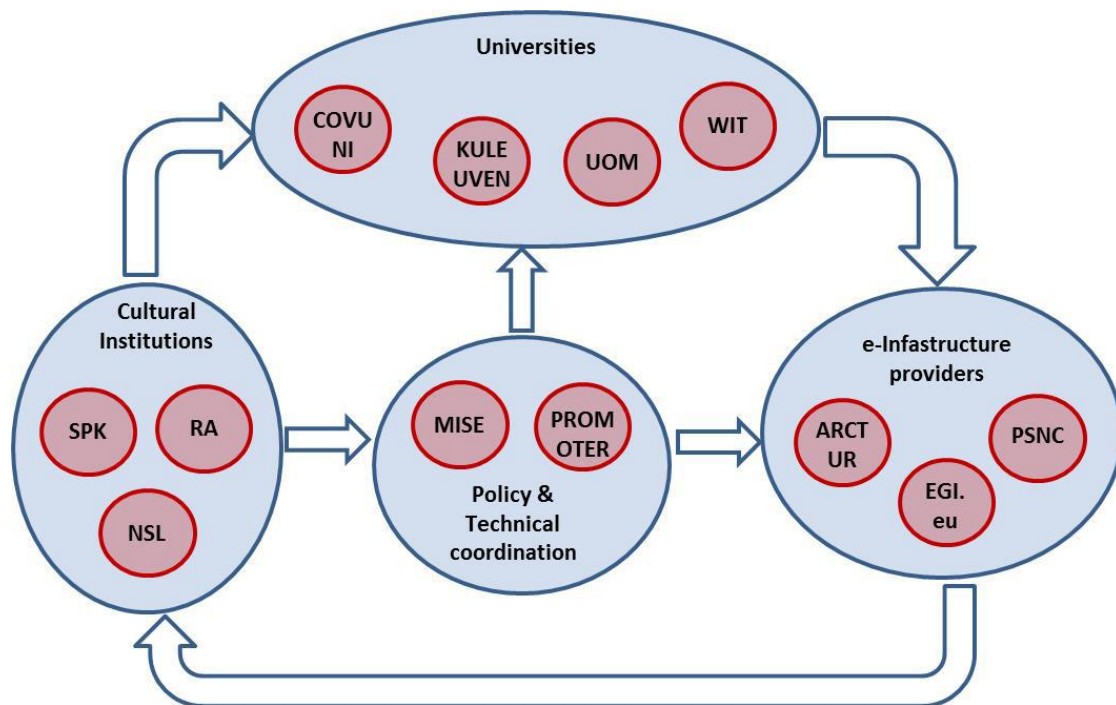 Universities
COVU
NI
KULE
UVEN
UOM
WIT
Cultural
Institutions
SPK
RA
NSL
MISE
PROM
OTER
Policy &
Technical
coordination
e-Infastructure
providers
ARCT
UR
PSNC
EGI.
eu